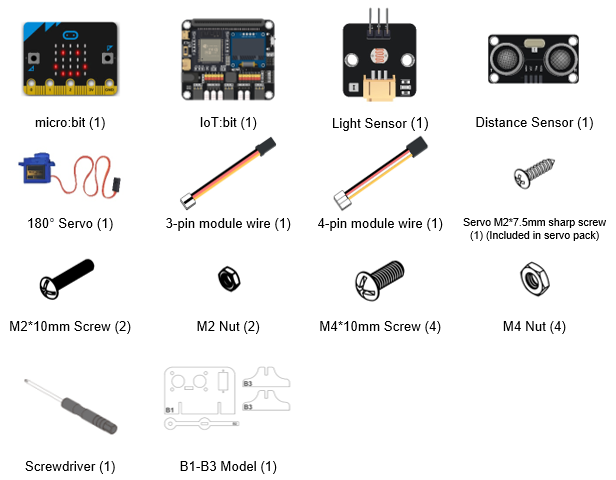 micro:bit (1)
IoT:bit (1)
Light Sensor (1)
Distance Sensor (1)
180° Servo (1)
3-pin module wire (1)
4-pin module wire (1)
Servo M2*7.5mm sharp screw
(1) (Included in servo pack)
M2*10mm Screw (2)
M2 Nut (2)
M4*10mm Screw (4)
M4 Nut (4)
B1
B3
B3
Screwdriver (1)
B1-B3 Model (1)